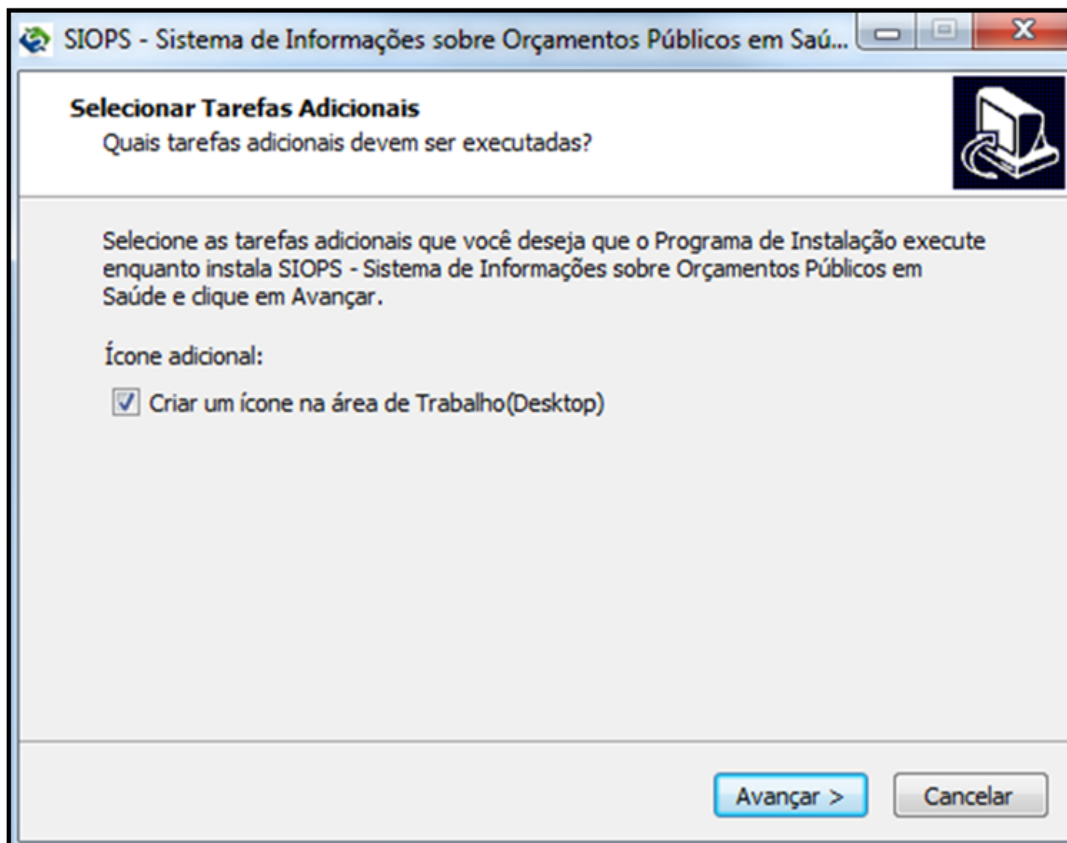 SIOPS - Sistema de Informações sobre Orçamentos Públicos em Saú...
Selecionar Tarefas Adicionais
Quais tarefas adicionais devem ser executadas?
Selecione as tarefas adicionais que você deseja que o Programa de Instalação execute
enquanto instala SIOPS - Sistema de Informações sobre Orçamentos Públicos em
Saúde e clique em Avançar.
Ícone adicional:
Criar um ícone na área de Trabalho(Desktop)
Avançar >
Cancelar